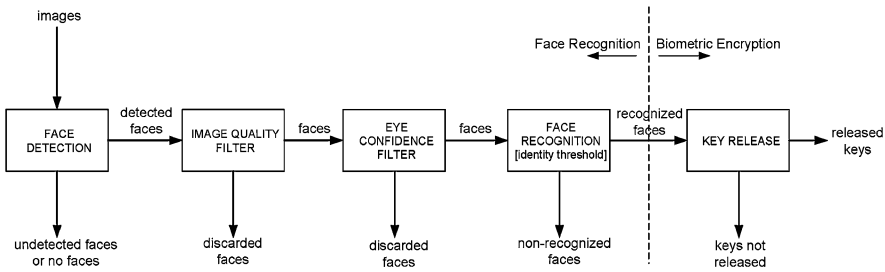 images
Face Recognition
Biometric Encryption
detected
faces
faces
faces
recognized
faces
FACE
DETECTION
IMAGE QUALITY
FILTER
EYE
CONFIDENCE
FILTER
FACE
RECOGNITION
[identity threshold]
KEY RELEASE
released
keys
undetected faces
or no faces
discarded
faces
discarded
faces
non-recognized
faces
keys not
released